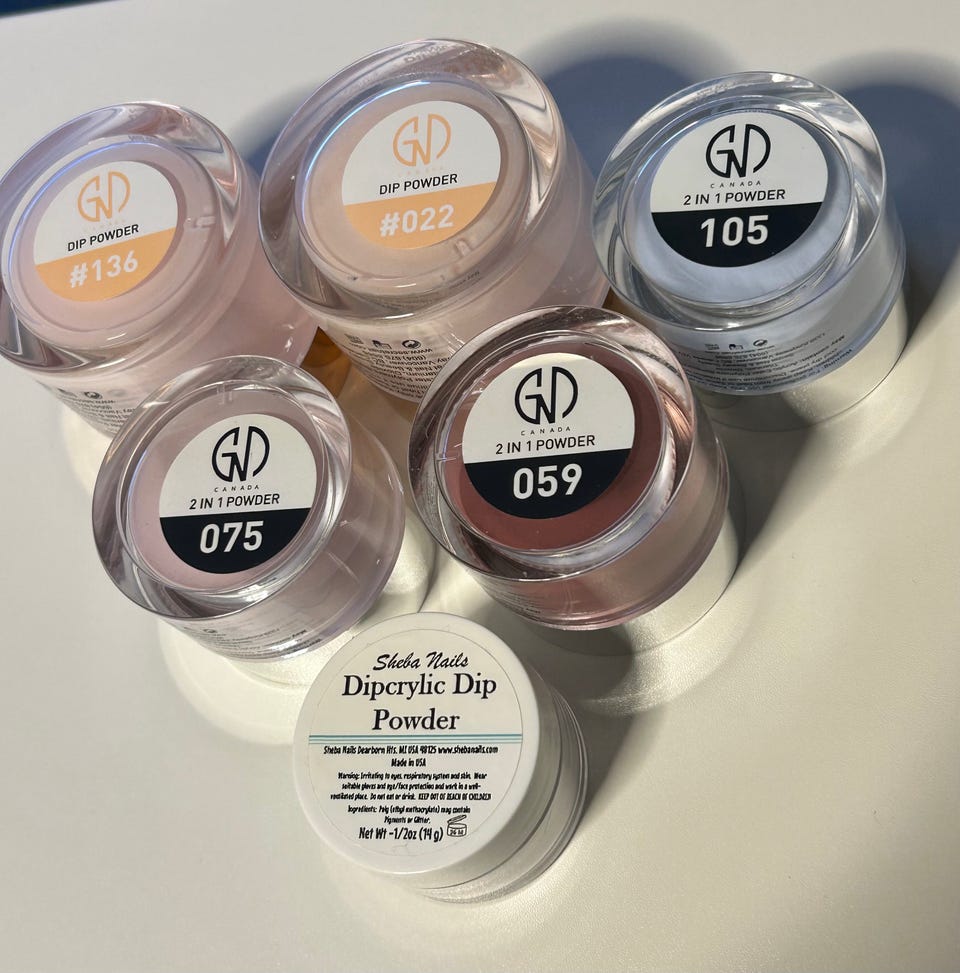 GND
DIP POWDER
#136
GND
CANADA
DIP POWDER
#022
GND
CANADA
2 IN 1 POWDER
105
GND
CANADA
2 IN 1 POWDER
075
GND
CANADA
2 IN 1 POWDER
059
Sheba Nails
Dipcrylic Dip
Powder
Sheba Nails Dearborn Hts. MI USA 48125 www.shebanails.com
Made in USA
Warning: Irritating to eyes, respiratory system and skin. Wear
suitable gloves and eye/face protection and work in a well-
ventilated place. Do not eat or drink. KEEP OUT OF REACH OF CHILDREN
Ingredients: Poly (ethyl methacrylate) may contain
Pigments or Glitter.
Net Wt -1/2oz (14 g)